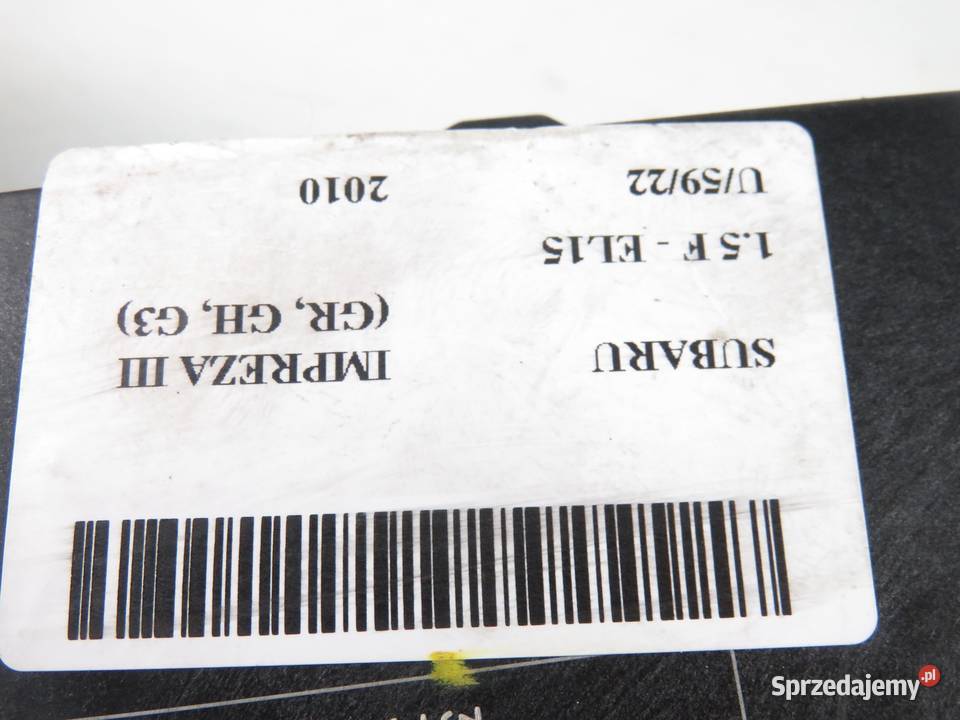 SUBARU IMPREZA III
(GR, GH, G3)
1.5 F - EL15
U/59/22 2010
Sprzedajemy.pl